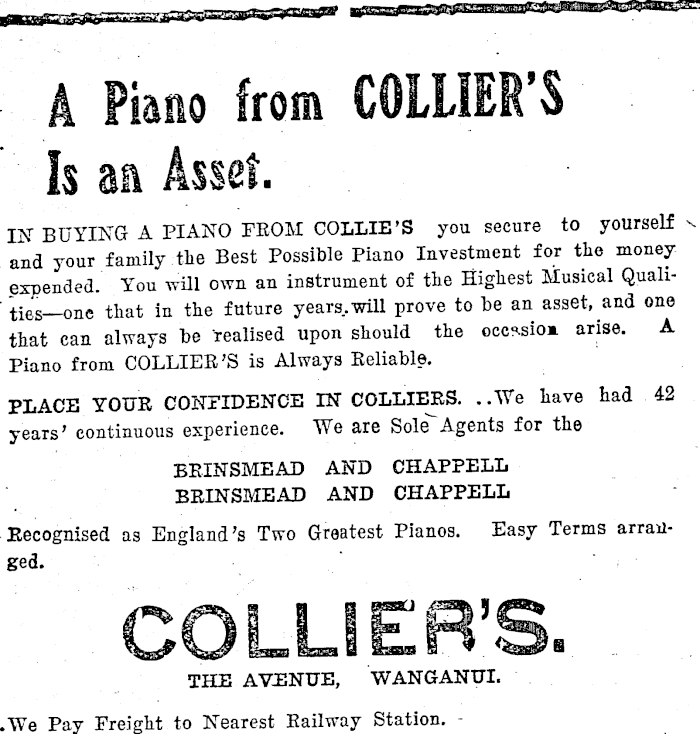 A Piano from COLLIER'S
Is an Asset.
IN BUYING A PIANO FROM COLLIE'S you secure to yourself
and your family the Best Possible Piano Investment for the money
expended. You will own an instrument of the Highest Musical Quali-
ties—one that in the future years, will prove to be an asset, and one
that can always be realised upon should the occasion arise. A
Piano from COLLIER'S is Always Reliable.
PLACE YOUR CONFIDENCE IN COLLIERS. ..We have had 42
years' continuous experience. We are Sole Agents for the
BRINSMEAD AND CHAPPELL
BRINSMEAD AND CHAPPELL
Recognised as England's Two Greatest Pianos. Easy Terms arran-
ged.
COLLIER'S.
THE AVENUE, WANGANUI.
.We Pay Freight to Nearest Railway Station.